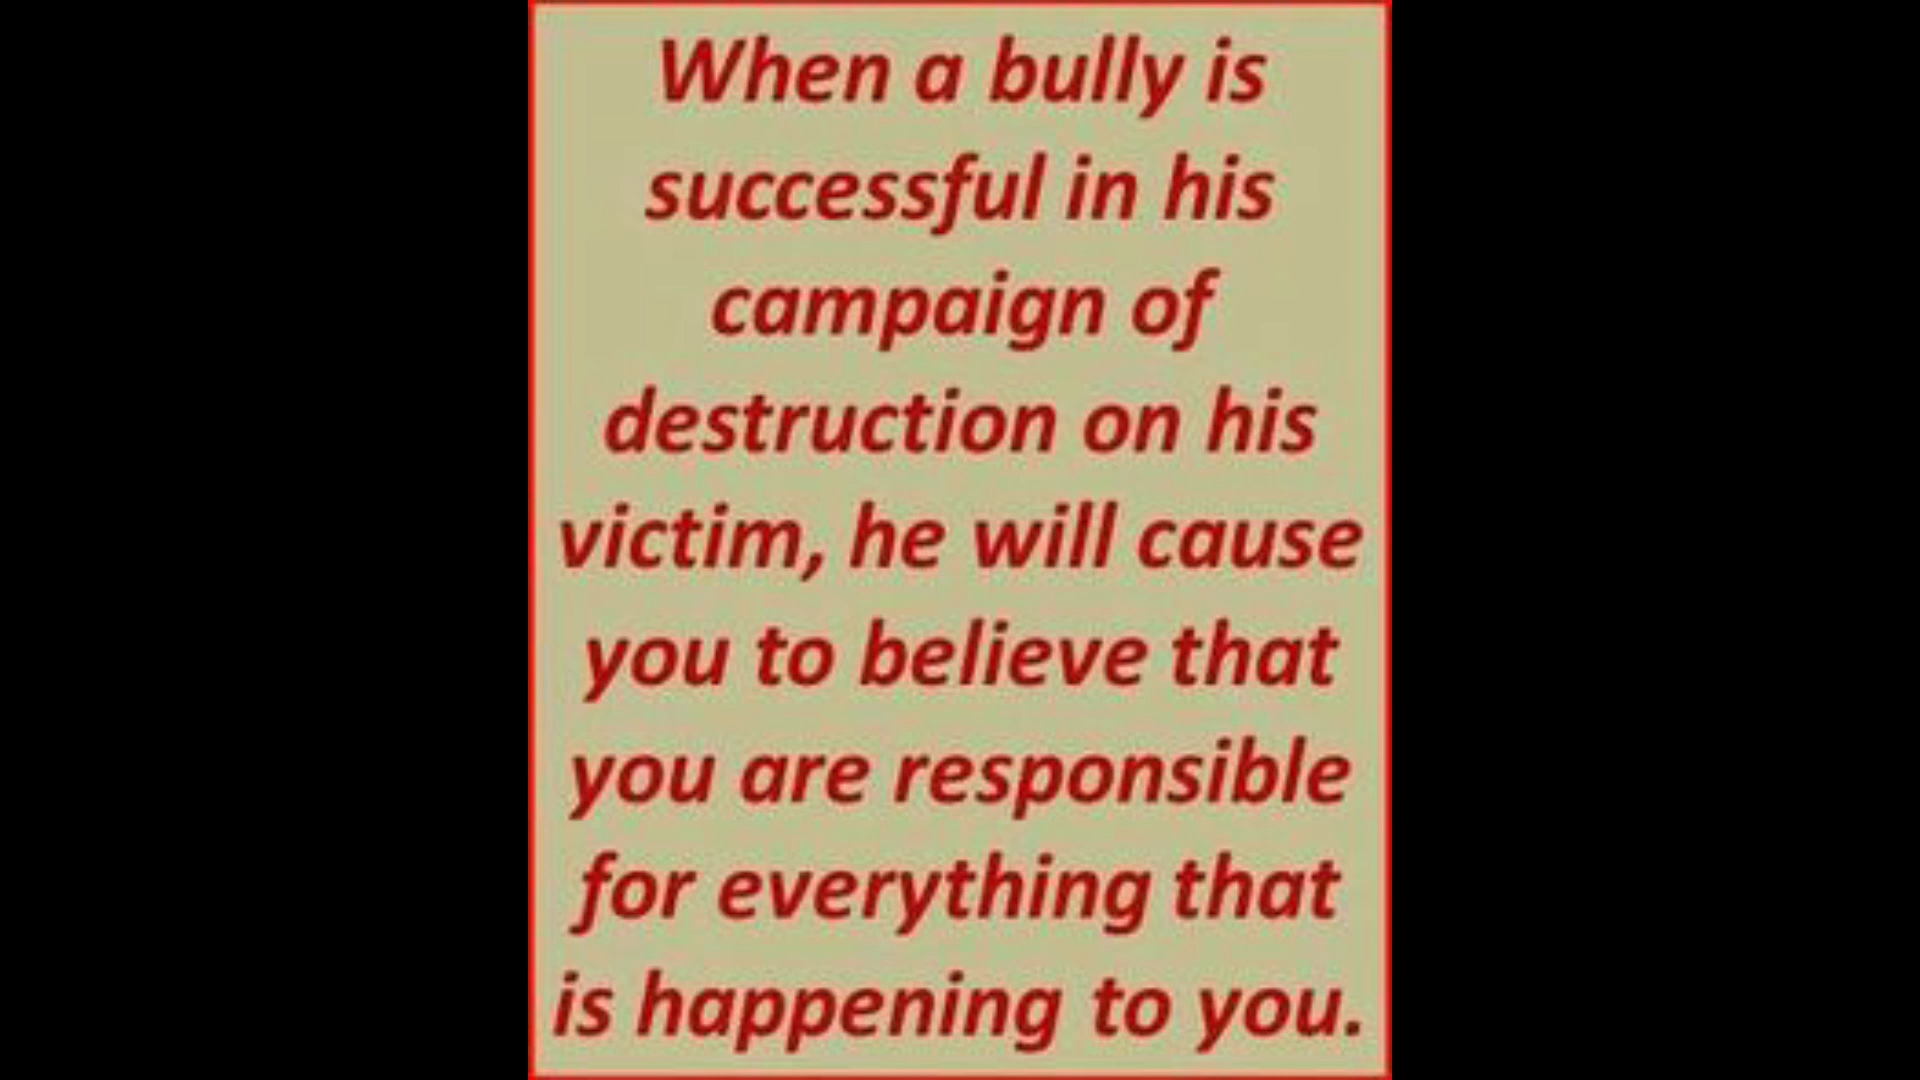 When a bully is
successful in his
campaign of
destruction on his
victim, he will cause
you to believe that
you are responsible
for everything that
is happening to you.